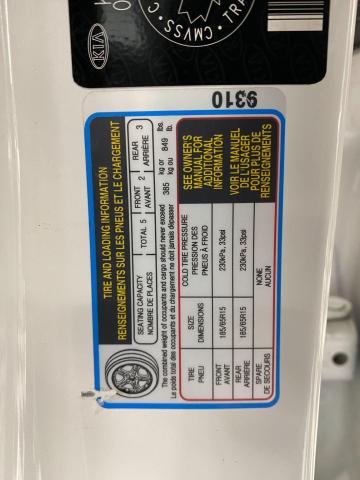 KIA
CMVSS
9310
TIRE AND LOADING INFORMATION
RENSEIGNEMENTS SUR LES PNEUS ET LE CHARGEMENT
SEATING CAPACITY TOTAL 5 FRONT 2 REAR 3
NOMBRE DE PLACES AVANT ARRIÈRE
The combined weight of occupants and cargo should never exceed 385 kg or 849 lbs.
Le poids total des occupants et du chargement ne doit jamais dépasser kg ou lb.
TIRE SIZE COLD TIRE PRESSURE
PNEU DIMENSIONS PRESSION DES
PNEUS À FROID
FRONT 185/65R15 230kPa, 33psi
AVANT
REAR 185/65R15 230kPa, 33psi
ARRIÈRE
SPARE NONE
DE SECOURS AUCUN
SEE OWNER'S
MANUAL FOR
ADDITIONAL
INFORMATION
VOIR LE MANUEL
DE L'USAGER
POUR PLUS DE
RENSEIGNEMENTS